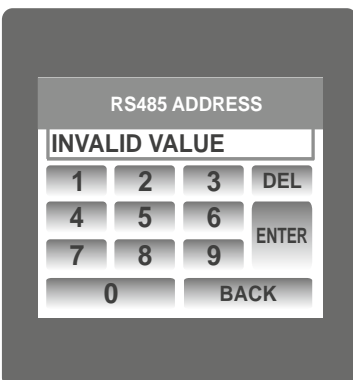 RS485 ADDRESS
INVALID VALUE
1 2 3 DEL
4 5 6
ENTER
7 8 9
0 BACK